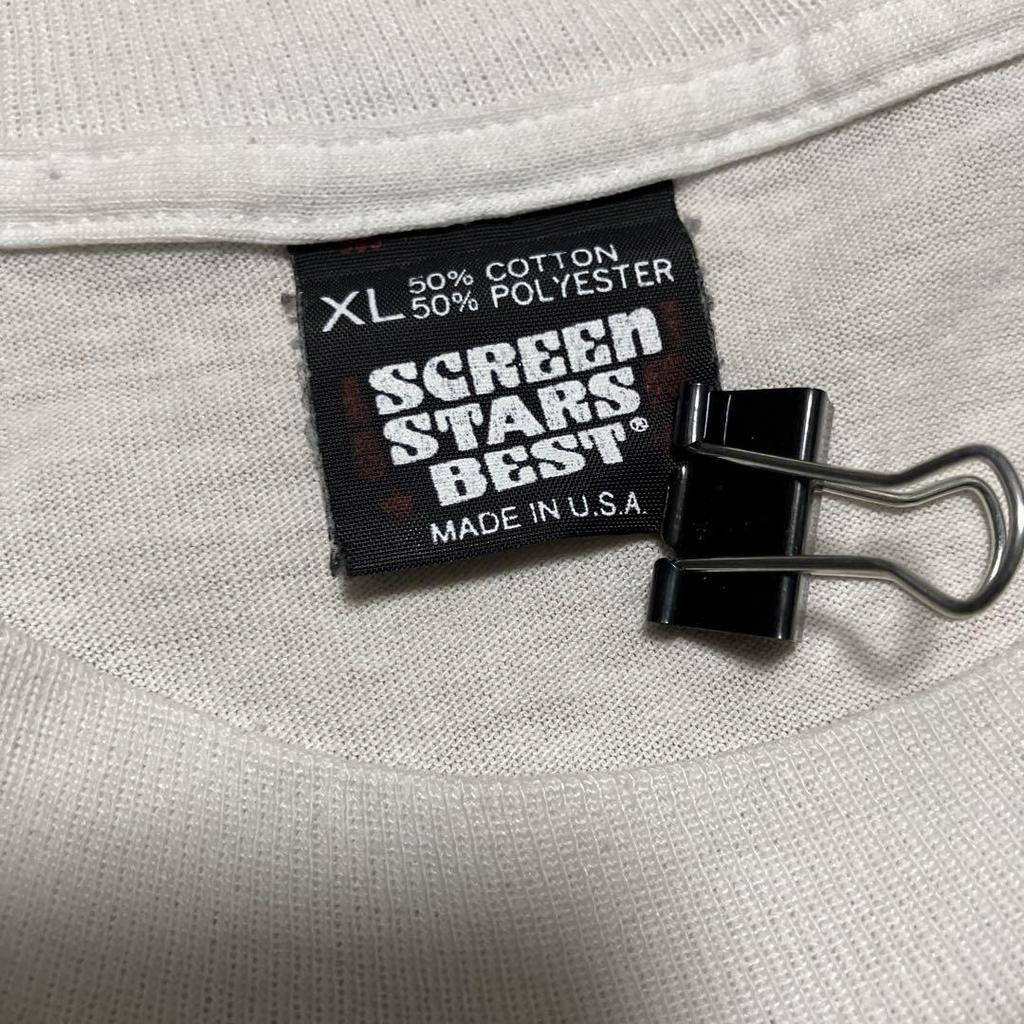 XL 50% COTTON
50% POLYESTER
SCREEN
STARS
BEST®
MADE IN U.S.A.